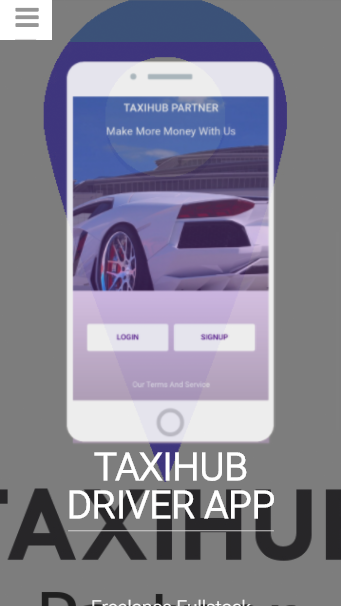 TAXIHUB PARTNER
Make More Money With Us
LOGIN SIGNUP
Our Terms And Service
TAXIHUB
DRIVER APP
TAXIHUB
Freelance Fullstack